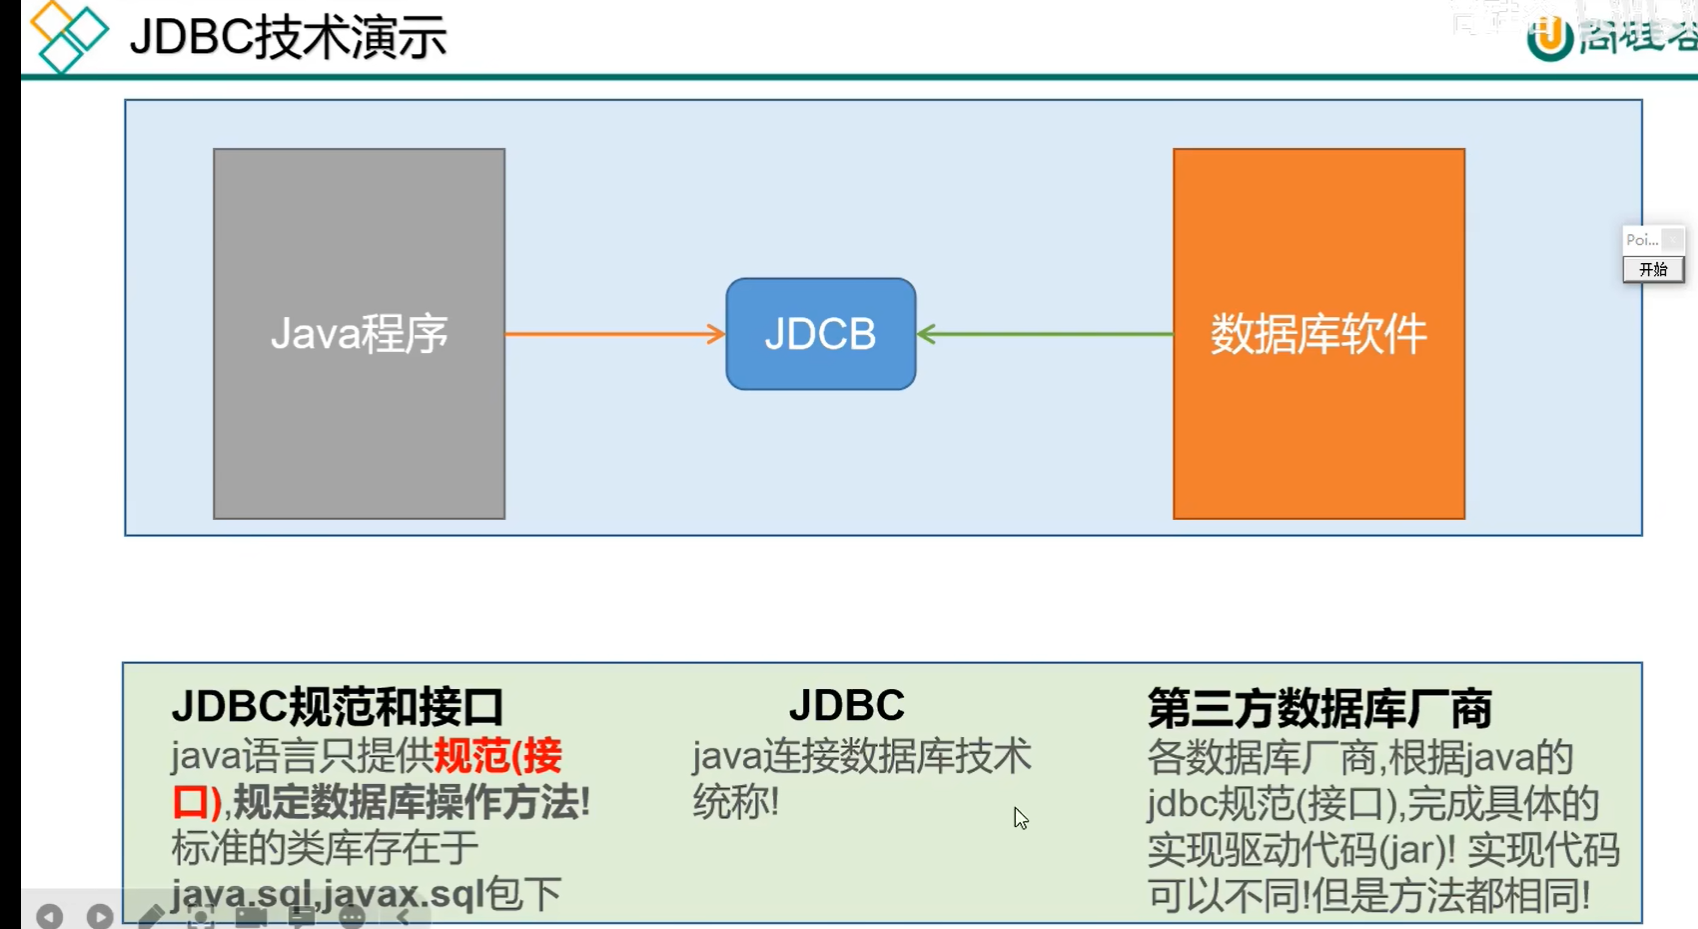 JDBC技术演示
尚硅谷
Java程序
JDCB
数据库软件
Poi...
开始
JDBC规范和接口
java语言只提供规范(接
口),规定数据库操作方法!
标准的类库存在于
java.sql,javax.sql包下
JDBC
java连接数据库技术
统称!
第三方数据库厂商
各数据库厂商,根据java的
jdbc规范(接口),完成具体的
实现驱动代码(jar)! 实现代码
可以不同!但是方法都相同!